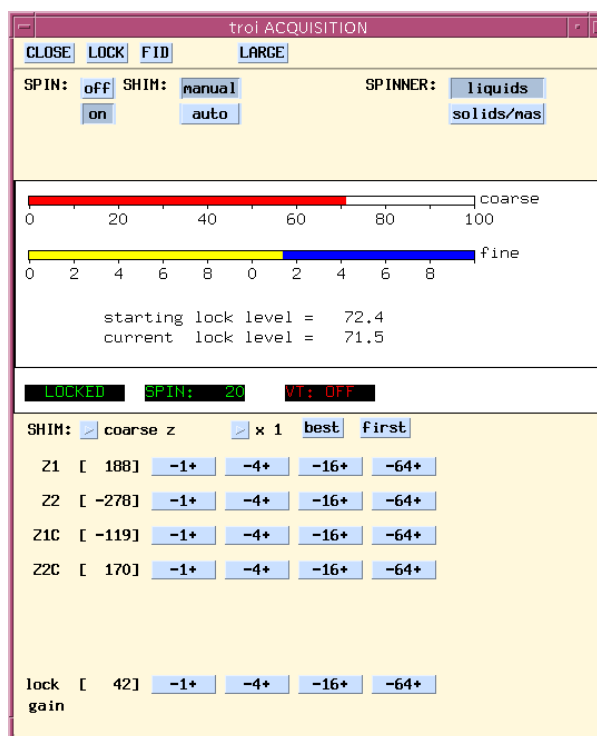 troi ACQUISITION
CLOSE LOCK FID LARGE
SPIN: off SHIM: manual SPINNER: liquids
on auto solids/mas
coarse
0 20 40 60 80 100
fine
0 2 4 6 8 0 2 4 6 8
starting lock level = 72.4
current lock level = 71.5
LOCKED SPIN: 20 VT: OFF
SHIM: coarse z x 1 best first
Z1 [ 188] -1+ -4+ -16+ -64+
Z2 [ -278] -1+ -4+ -16+ -64+
Z1C [ -119] -1+ -4+ -16+ -64+
Z2C [ 170] -1+ -4+ -16+ -64+
lock [ 42] -1+ -4+ -16+ -64+
gain